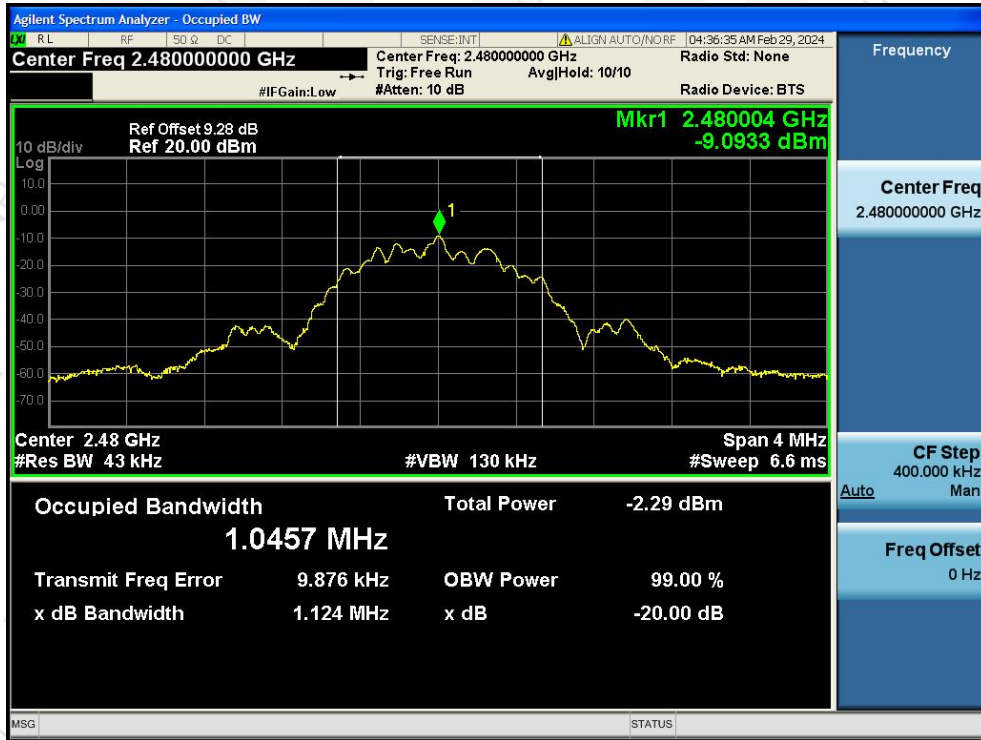 Agilent Spectrum Analyzer - Occupied BW
LXI RL RF 50 Ω DC SENSE:INT ALIGN AUTO/NO RF 04:36:35 AM Feb 29, 2024
Center Freq 2.480000000 GHz Center Freq: 2.480000000 GHz Radio Std: None
Trig: Free Run Avg|Hold: 10/10
#IFGain:Low #Atten: 10 dB Radio Device: BTS
Frequency
Ref Offset 9.28 dB Mkr1 2.480004 GHz
10 dB/div Ref 20.00 dBm -9.0933 dBm
Log
10.0
0.00
1
-10.0
-20.0
-30.0
-40.0
-50.0
-60.0
-70.0
Center 2.48 GHz Span 4 MHz
#Res BW 43 kHz #VBW 130 kHz #Sweep 6.6 ms
Occupied Bandwidth Total Power -2.29 dBm
1.0457 MHz
Transmit Freq Error 9.876 kHz OBW Power 99.00 %
x dB Bandwidth 1.124 MHz x dB -20.00 dB
Center Freq
2.480000000 GHz
CF Step
400.000 kHz
Auto Man
Freq Offset
0 Hz
MSG STATUS